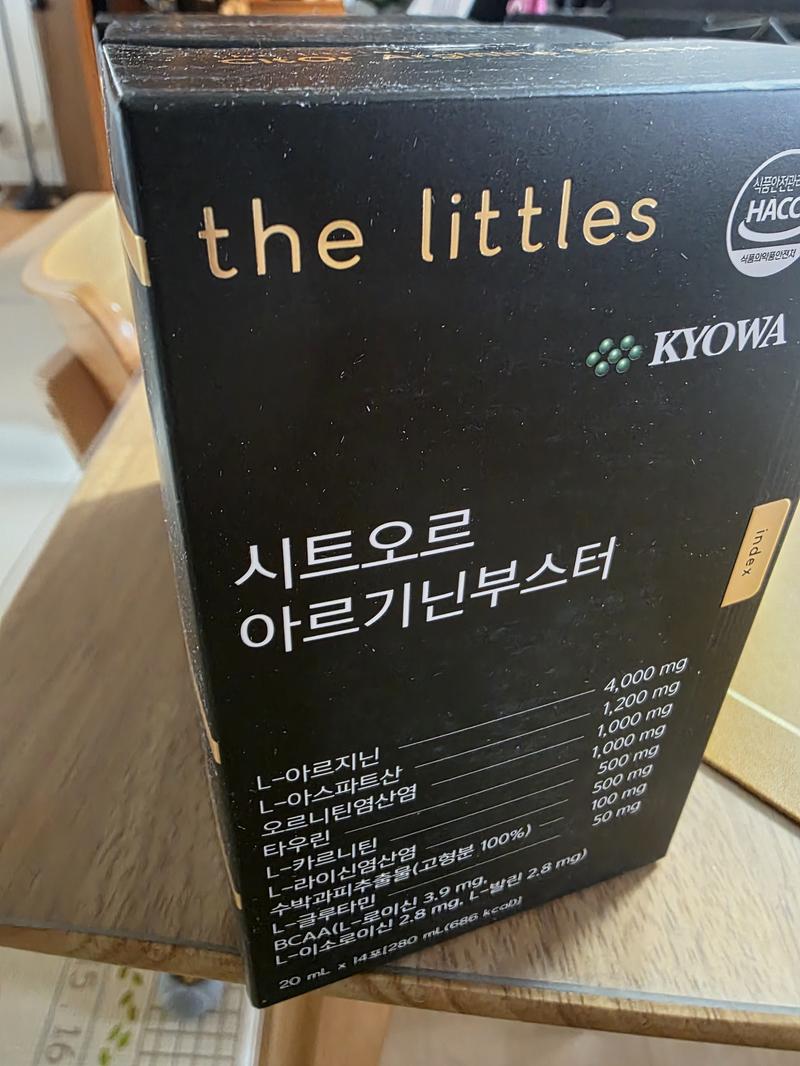 the littles
식품안전관리
HACC
식품의약품안전처
KYOWA
시트오르
아르기닌부스터
index
L-아르지닌 4,000 mg
L-아스파트산 1,200 mg
오르니틴염산염 1,000 mg
타우린 1,000 mg
L-카르니틴 500 mg
L-라이신염산염 500 mg
수박과피추출물(고형분 100%) 100 mg
L-글루타민 50 mg
BCAA(L-로이신 3.9 mg,
L-이소로이신 2.8 mg, L-발린 2.8 mg)
20 mL x 14포[280 mL(686 kcal)]
5.16